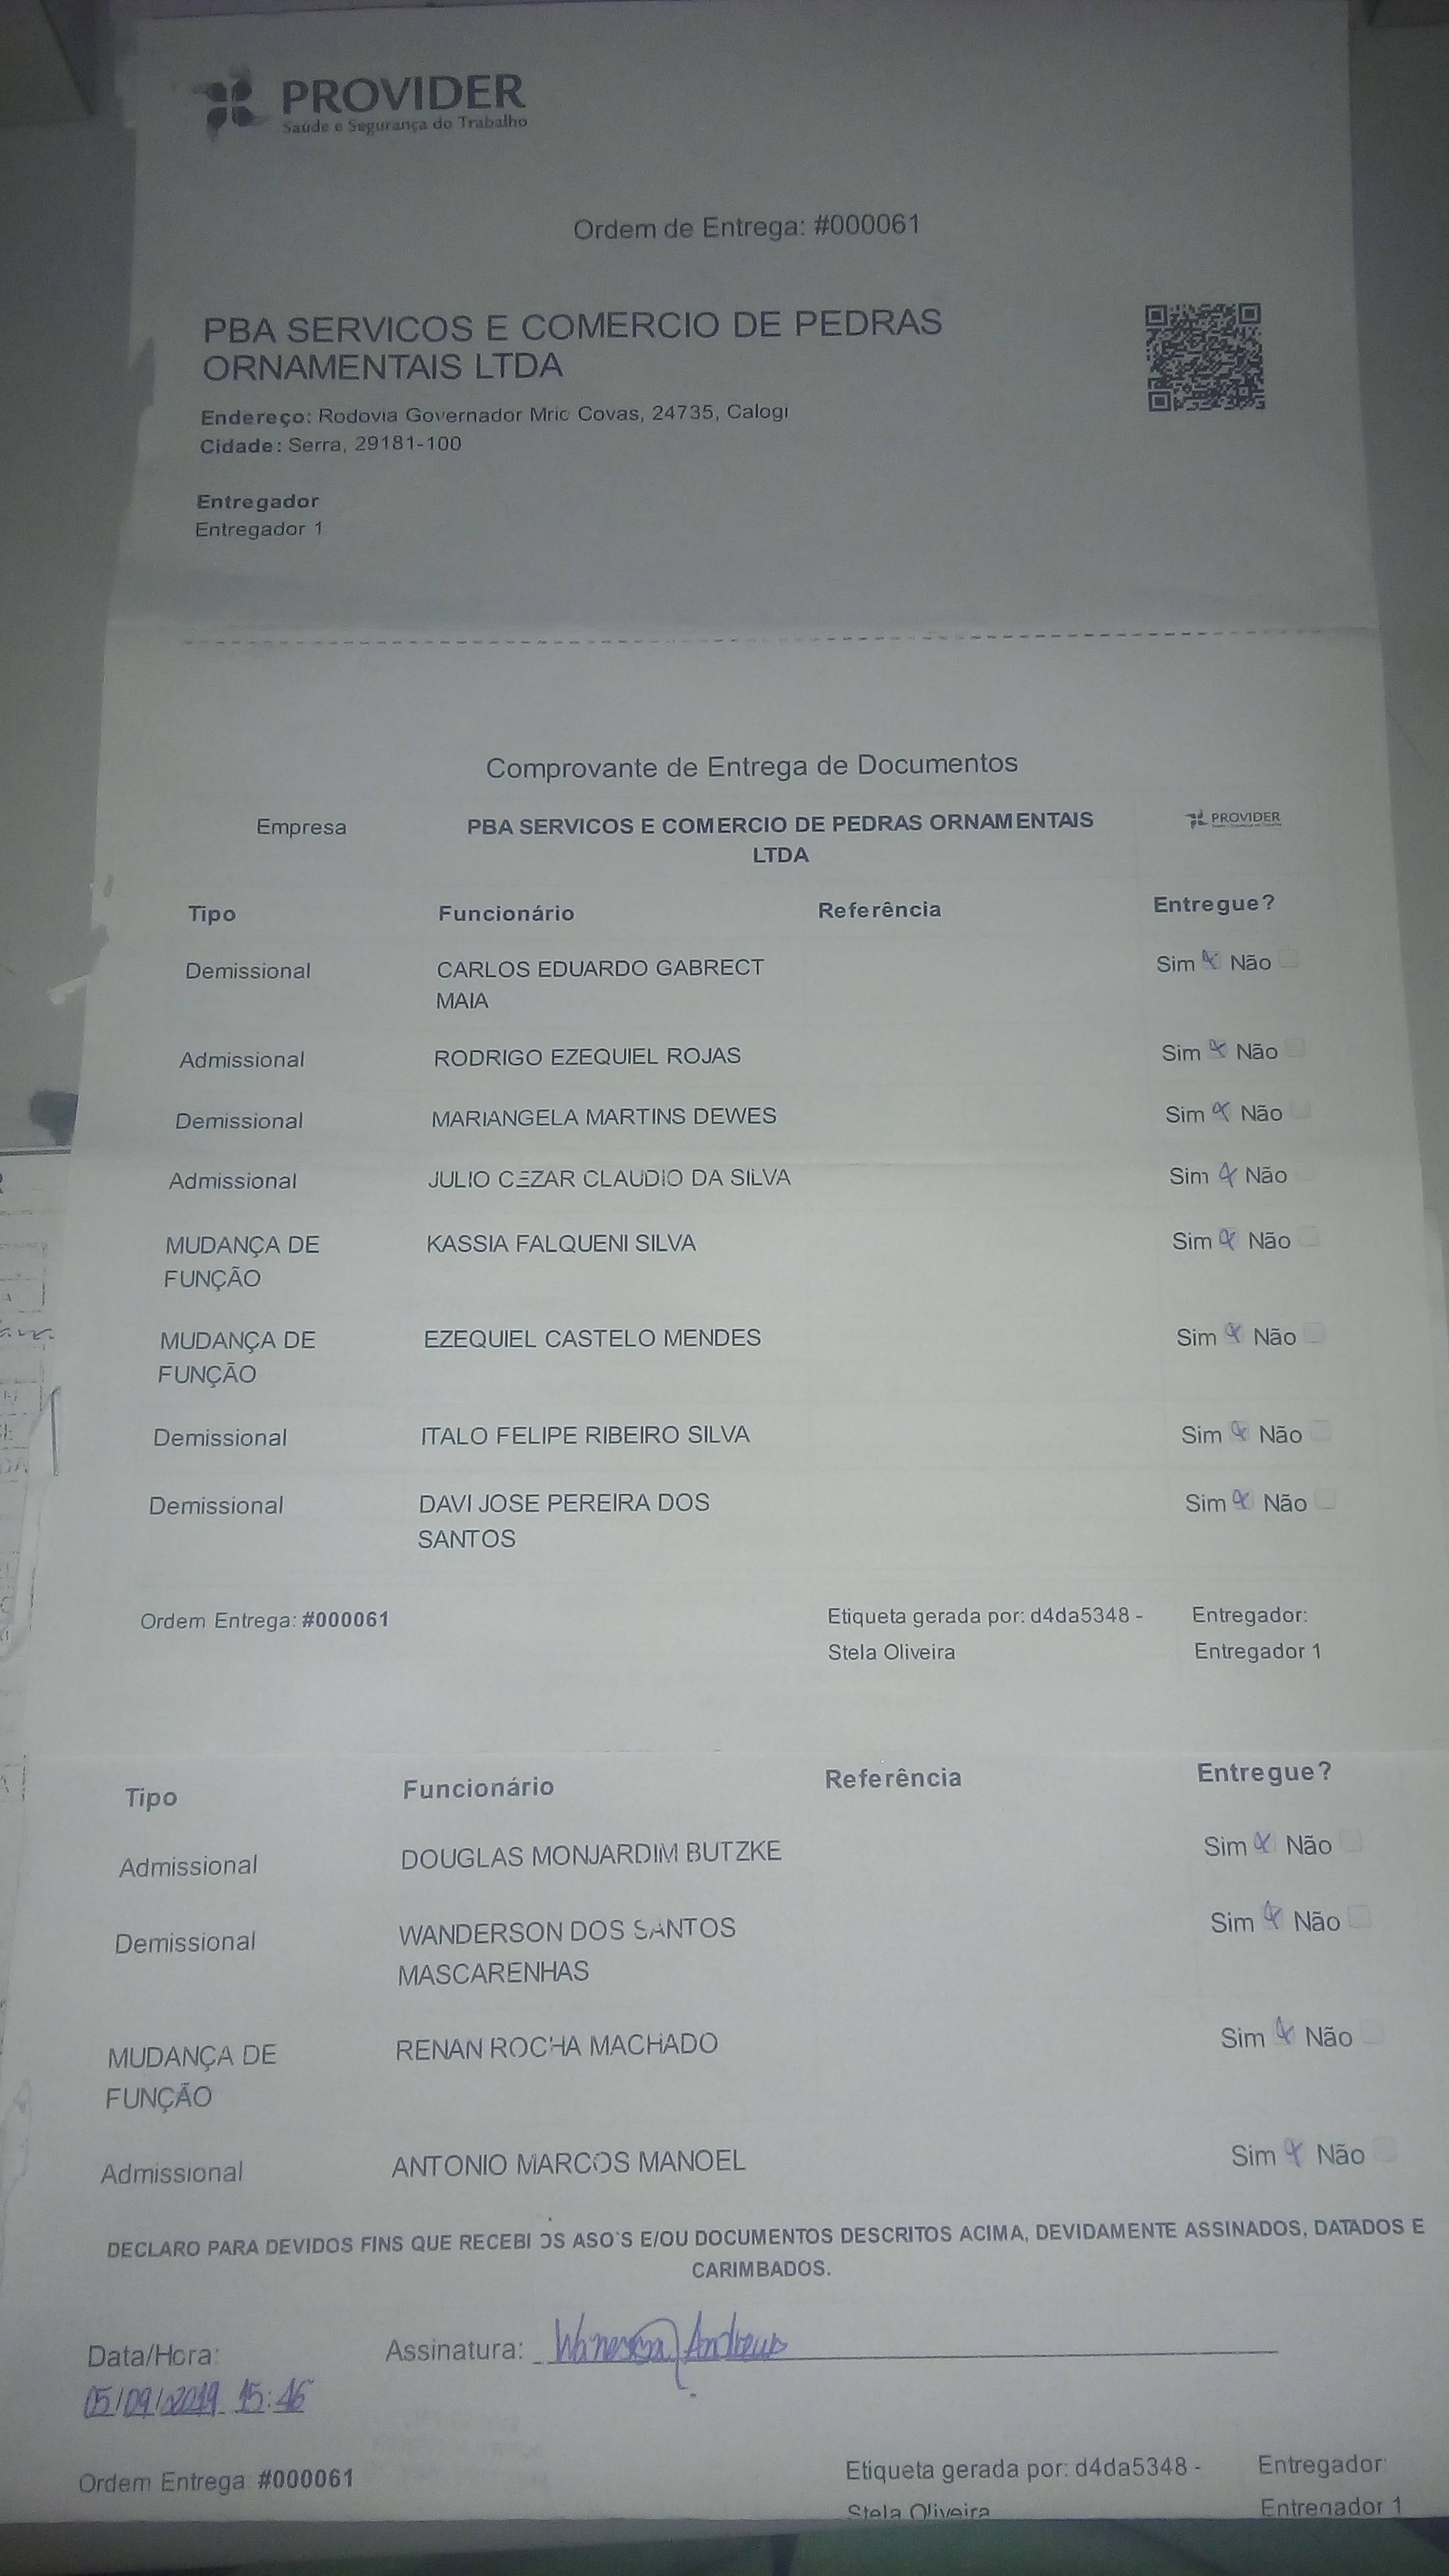 PROVIDER
Saúde e Segurança do Trabalho
Ordem de Entrega: #000061
PBA SERVICOS E COMERCIO DE PEDRAS
ORNAMENTAIS LTDA
Endereço: Rodovia Governador Mric Covas, 24735, Calogi
Cidade: Serra, 29181-100
Entregador
Entregador 1
Comprovante de Entrega de Documentos
Empresa PBA SERVICOS E COMERCIO DE PEDRAS ORNAMENTAIS PROVIDER
LTDA
Tipo Funcionário Referência Entregue?
Demissional CARLOS EDUARDO GABRECT Sim Não
MAIA
Admissional RODRIGO EZEQUIEL ROJAS Sim Não
Demissional MARIANGELA MARTINS DEWES Sim Não
Admissional JULIO CEZAR CLAUDIO DA SILVA Sim Não
MUDANÇA DE KASSIA FALQUENI SILVA Sim Não
FUNÇÃO
MUDANÇA DE EZEQUIEL CASTELO MENDES Sim Não
FUNÇÃO
Demissional ITALO FELIPE RIBEIRO SILVA Sim Não
Demissional DAVI JOSE PEREIRA DOS Sim Não
SANTOS
Ordem Entrega: #000061 Etiqueta gerada por: d4da5348 - Entregador:
Stela Oliveira Entregador 1
Tipo Funcionário Referência Entregue?
Admissional DOUGLAS MONJARDIM BUTZKE Sim Não
Demissional WANDERSON DOS SANTOS Sim Não
MASCARENHAS
MUDANÇA DE RENAN ROCHA MACHADO Sim Não
FUNÇÃO
Admissional ANTONIO MARCOS MANOEL Sim Não
DECLARO PARA DEVIDOS FINS QUE RECEBI OS ASO'S E/OU DOCUMENTOS DESCRITOS ACIMA, DEVIDAMENTE ASSINADOS, DATADOS E
CARIMBADOS.
Data/Hora: Assinatura:
05/09/2019 15:46
Ordem Entrega #000061 Etiqueta gerada por: d4da5348 - Entregador:
Stela Oliveira Entregador 1